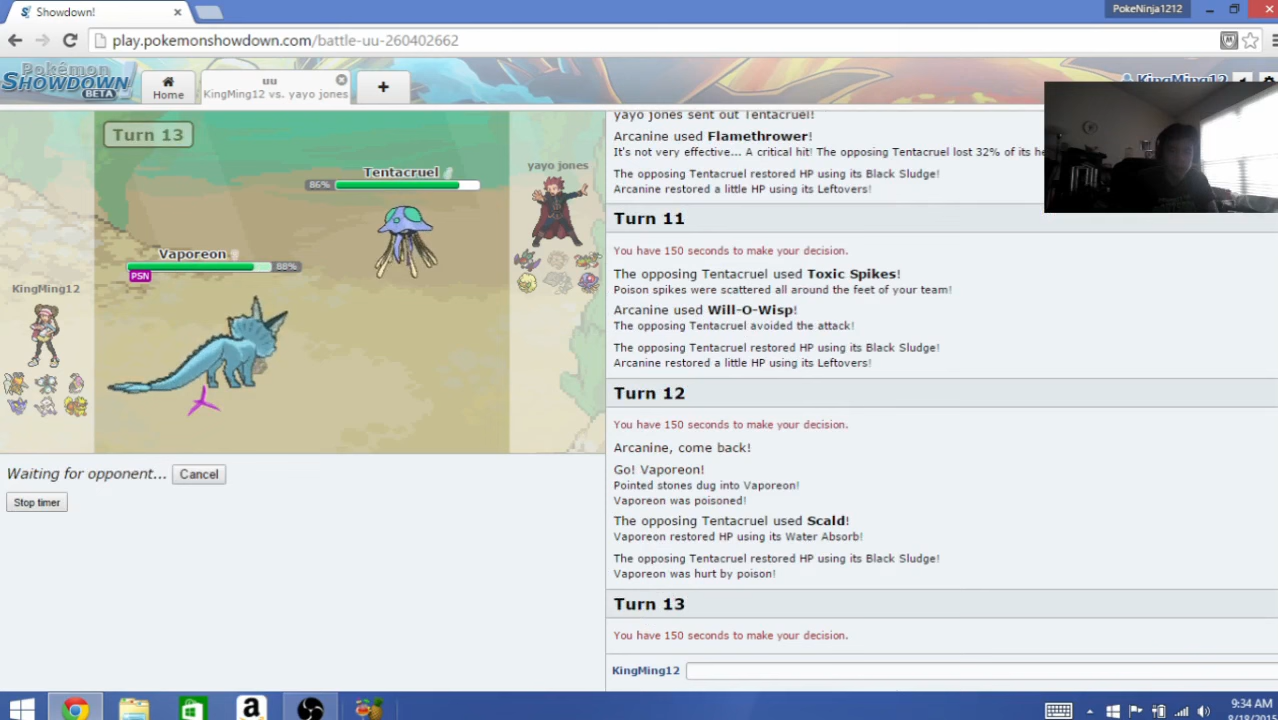 Showdown!
PokeNinja1212
play.pokemonshowdown.com/battle-uu-260402662
Pokémon
SHOWDOWN
BETA
Home
uu
KingMing12 vs. yayo jones
+
KingMing12
Turn 13
Tentacruel
86%
yayo jones
Vaporeon
88%
PSN
KingMing12
Waiting for opponent... Cancel
Stop timer
yayo jones sent out Tentacruel!
Arcanine used Flamethrower!
It's not very effective... A critical hit! The opposing Tentacruel lost 32% of its he
The opposing Tentacruel restored HP using its Black Sludge!
Arcanine restored a little HP using its Leftovers!
Turn 11
You have 150 seconds to make your decision.
The opposing Tentacruel used Toxic Spikes!
Poison spikes were scattered all around the feet of your team!
Arcanine used Will-O-Wisp!
The opposing Tentacruel avoided the attack!
The opposing Tentacruel restored HP using its Black Sludge!
Arcanine restored a little HP using its Leftovers!
Turn 12
You have 150 seconds to make your decision.
Arcanine, come back!
Go! Vaporeon!
Pointed stones dug into Vaporeon!
Vaporeon was poisoned!
The opposing Tentacruel used Scald!
Vaporeon restored HP using its Water Absorb!
The opposing Tentacruel restored HP using its Black Sludge!
Vaporeon was hurt by poison!
Turn 13
You have 150 seconds to make your decision.
KingMing12
9:34 AM